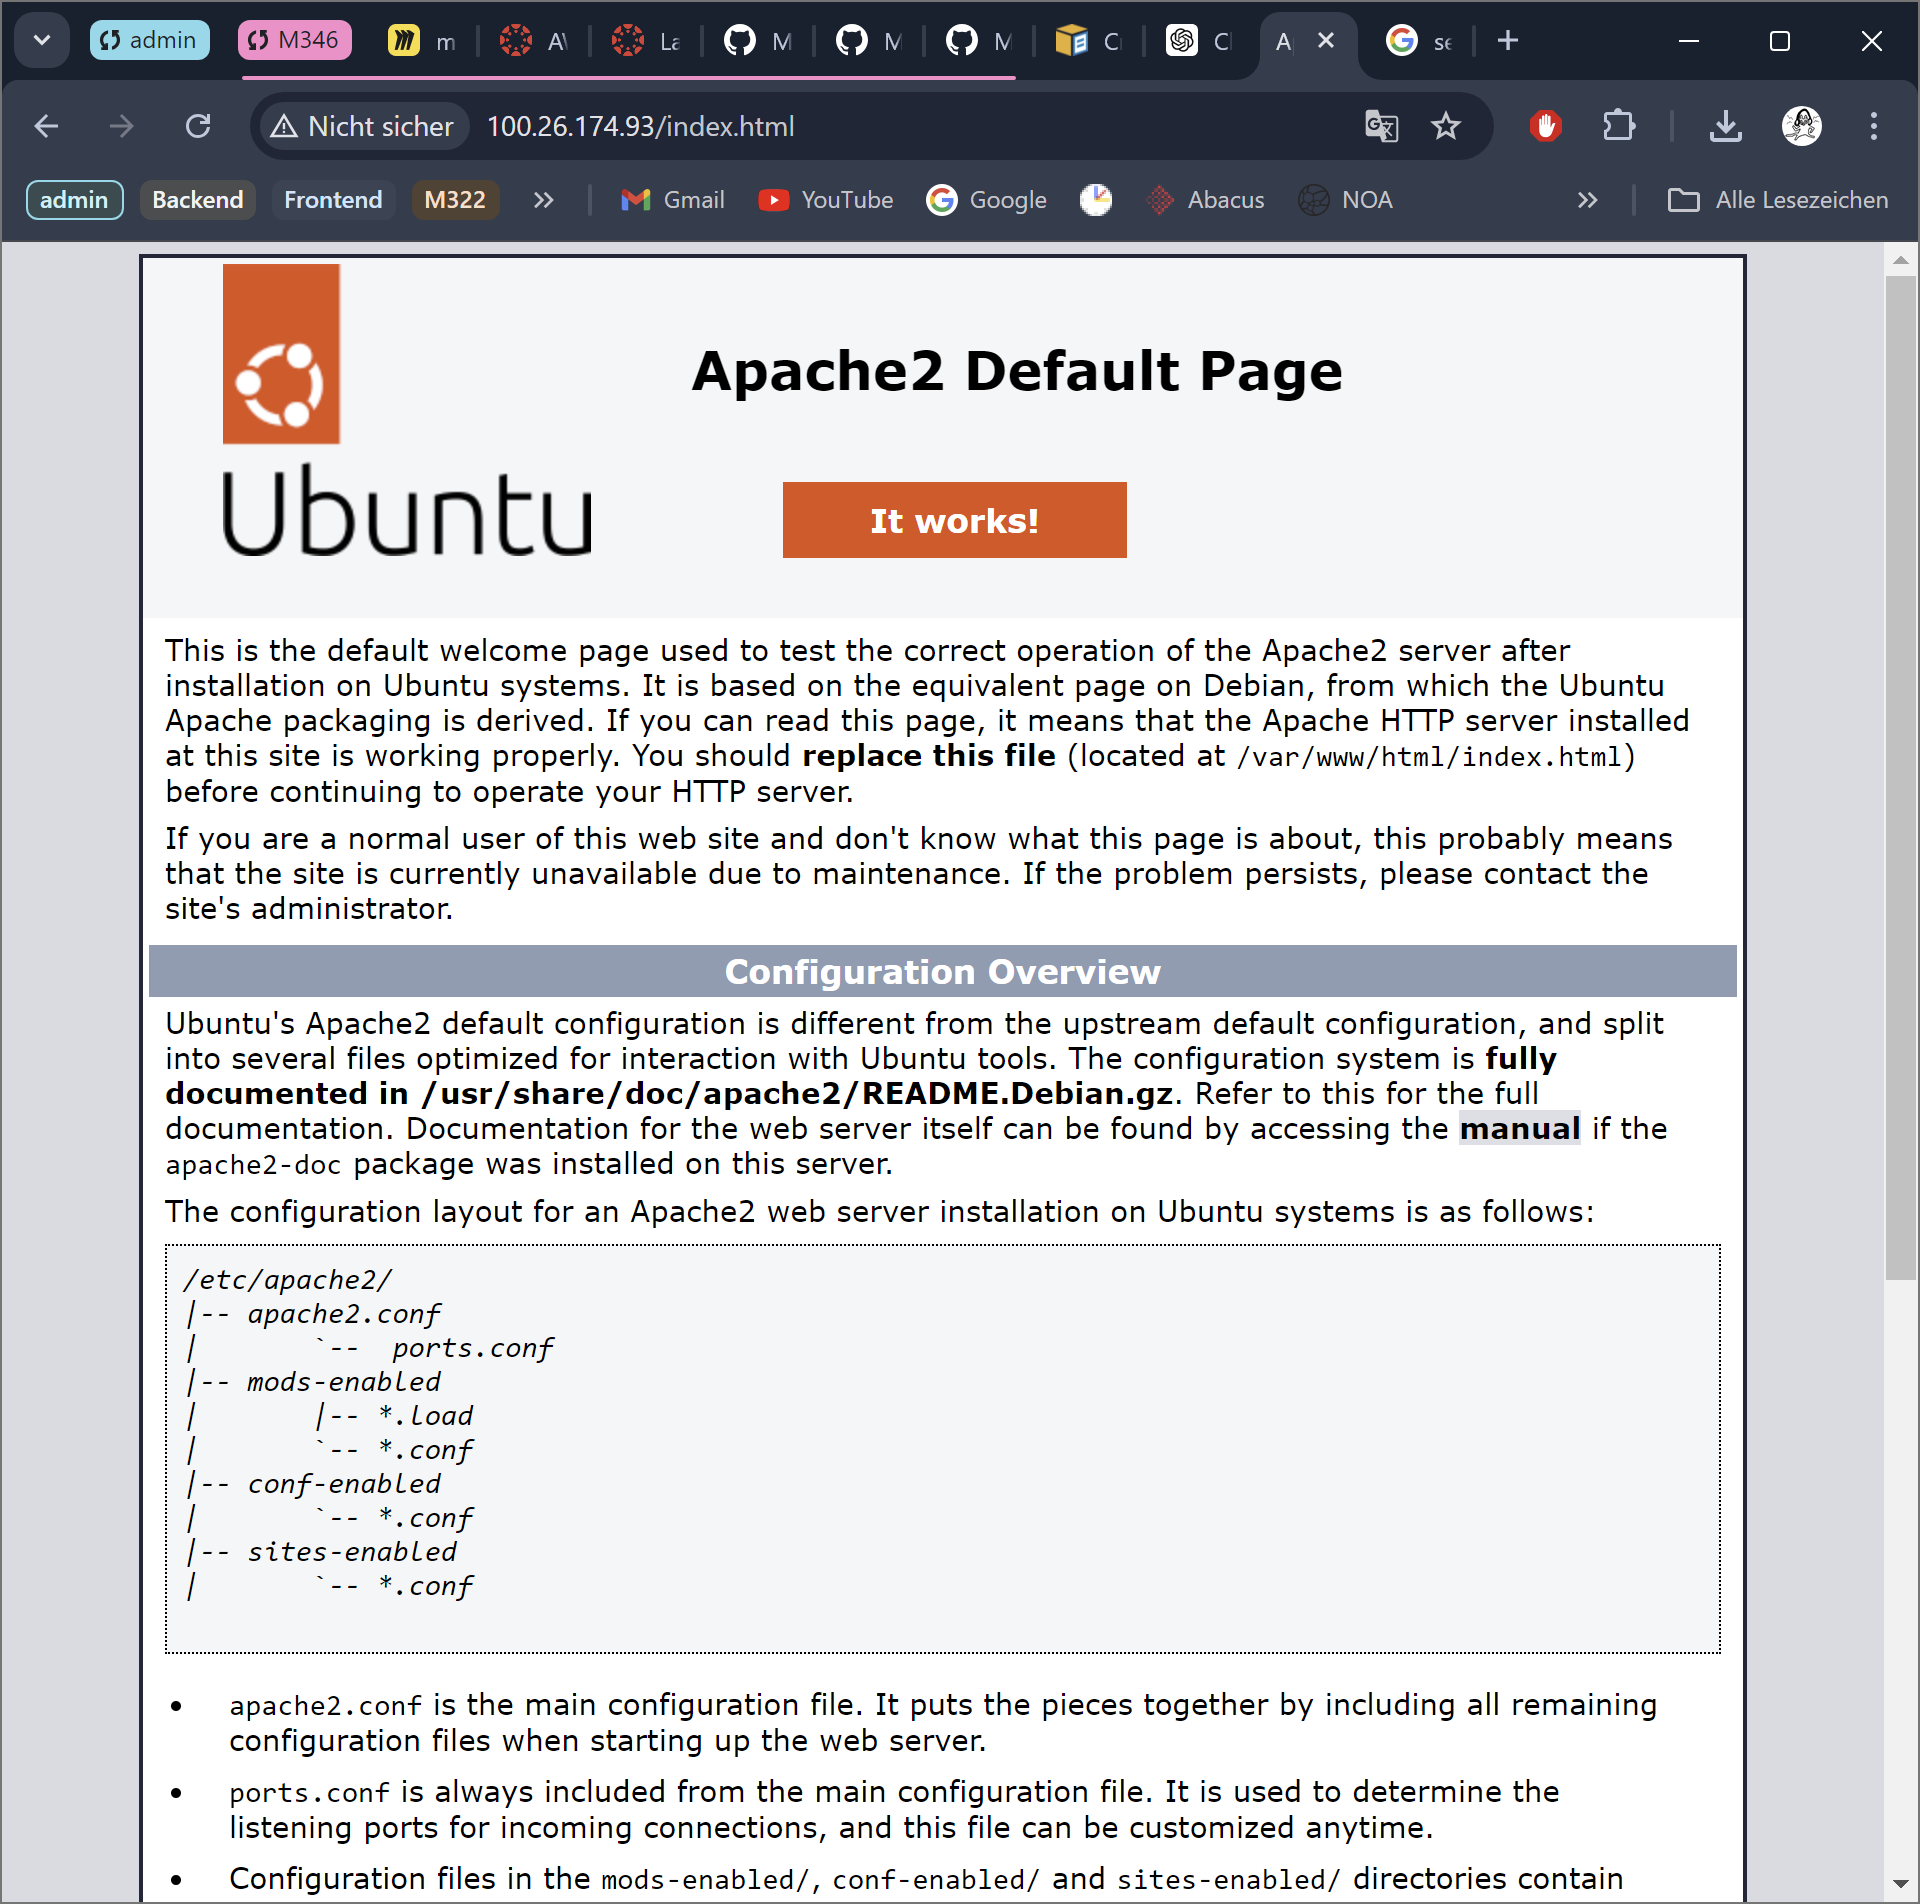 admin
M346
Nicht sicher
100.26.174.93/index.html
admin Backend Frontend M322 Gmail YouTube Google Abacus NOA Alle Lesezeichen
Apache2 Default Page
Ubuntu
It works!
This is the default welcome page used to test the correct operation of the Apache2 server after
installation on Ubuntu systems. It is based on the equivalent page on Debian, from which the Ubuntu
Apache packaging is derived. If you can read this page, it means that the Apache HTTP server installed
at this site is working properly. You should replace this file (located at /var/www/html/index.html)
before continuing to operate your HTTP server.
If you are a normal user of this web site and don't know what this page is about, this probably means
that the site is currently unavailable due to maintenance. If the problem persists, please contact the
site's administrator.
Configuration Overview
Ubuntu's Apache2 default configuration is different from the upstream default configuration, and split
into several files optimized for interaction with Ubuntu tools. The configuration system is fully
documented in /usr/share/doc/apache2/README.Debian.gz. Refer to this for the full
documentation. Documentation for the web server itself can be found by accessing the manual if the
apache2-doc package was installed on this server.
The configuration layout for an Apache2 web server installation on Ubuntu systems is as follows:
/etc/apache2/
|-- apache2.conf
|       `--  ports.conf
|-- mods-enabled
|       |-- *.load
|       `-- *.conf
|-- conf-enabled
|       `-- *.conf
|-- sites-enabled
|       `-- *.conf
• apache2.conf is the main configuration file. It puts the pieces together by including all remaining
configuration files when starting up the web server.
• ports.conf is always included from the main configuration file. It is used to determine the
listening ports for incoming connections, and this file can be customized anytime.
• Configuration files in the mods-enabled/, conf-enabled/ and sites-enabled/ directories contain